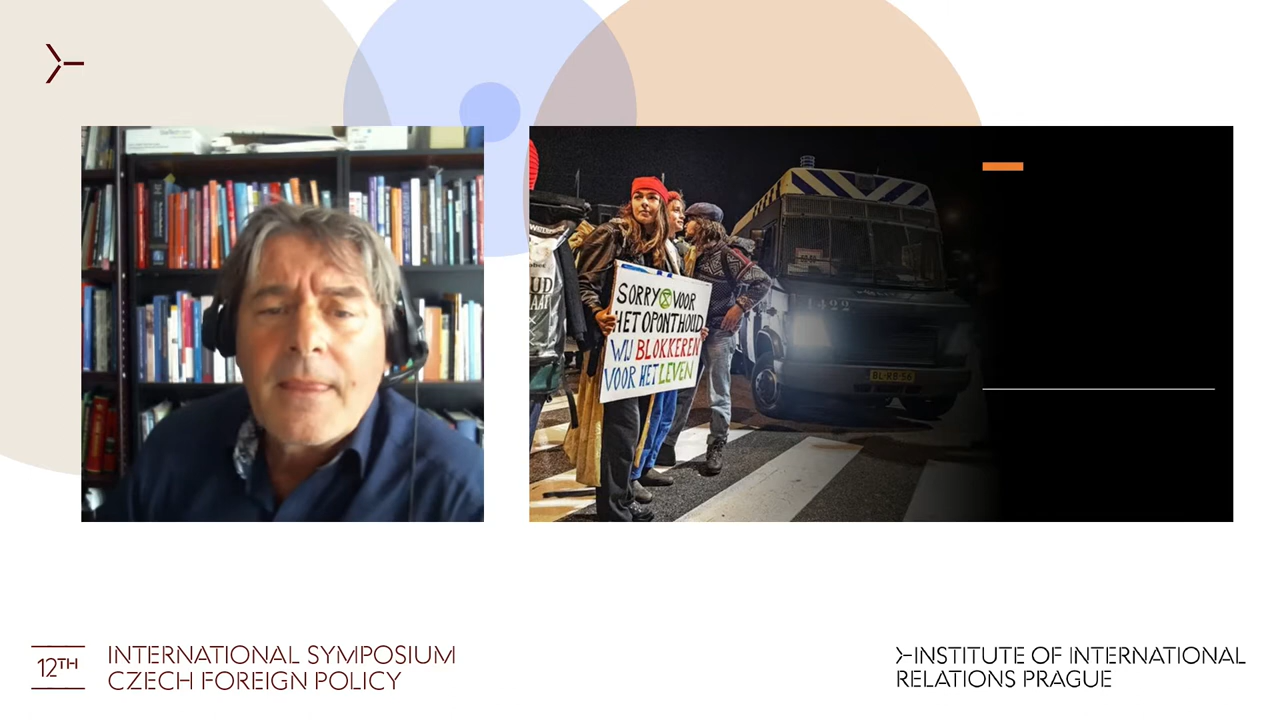 SORRY VOOR
HET OPONTHOUD
WIJ BLOKKEREN
VOOR HET LEVEN
BL-RB-56
12TH
INTERNATIONAL SYMPOSIUM
CZECH FOREIGN POLICY
INSTITUTE OF INTERNATIONAL
RELATIONS PRAGUE